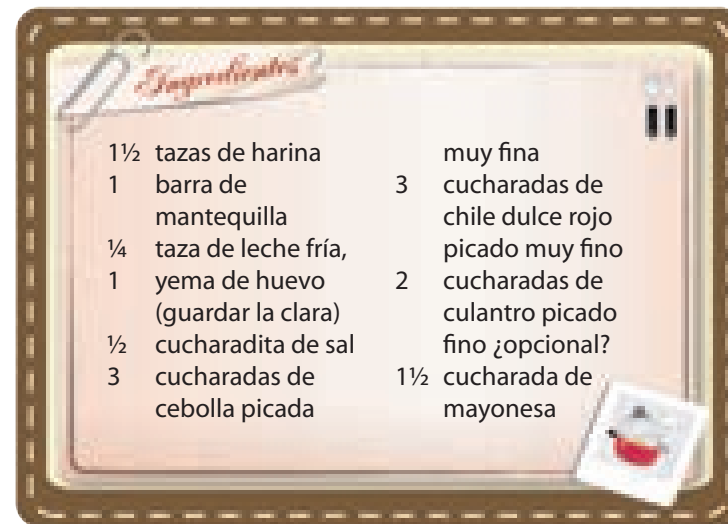 Ingredientes
1½ tazas de harina
1 barra de
mantequilla
¼ taza de leche fría,
1 yema de huevo
(guardar la clara)
½ cucharadita de sal
3 cucharadas de
cebolla picada
muy fina
3 cucharadas de
chile dulce rojo
picado muy fino
2 cucharadas de
culantro picado
fino ¿opcional?
1½ cucharada de
mayonesa